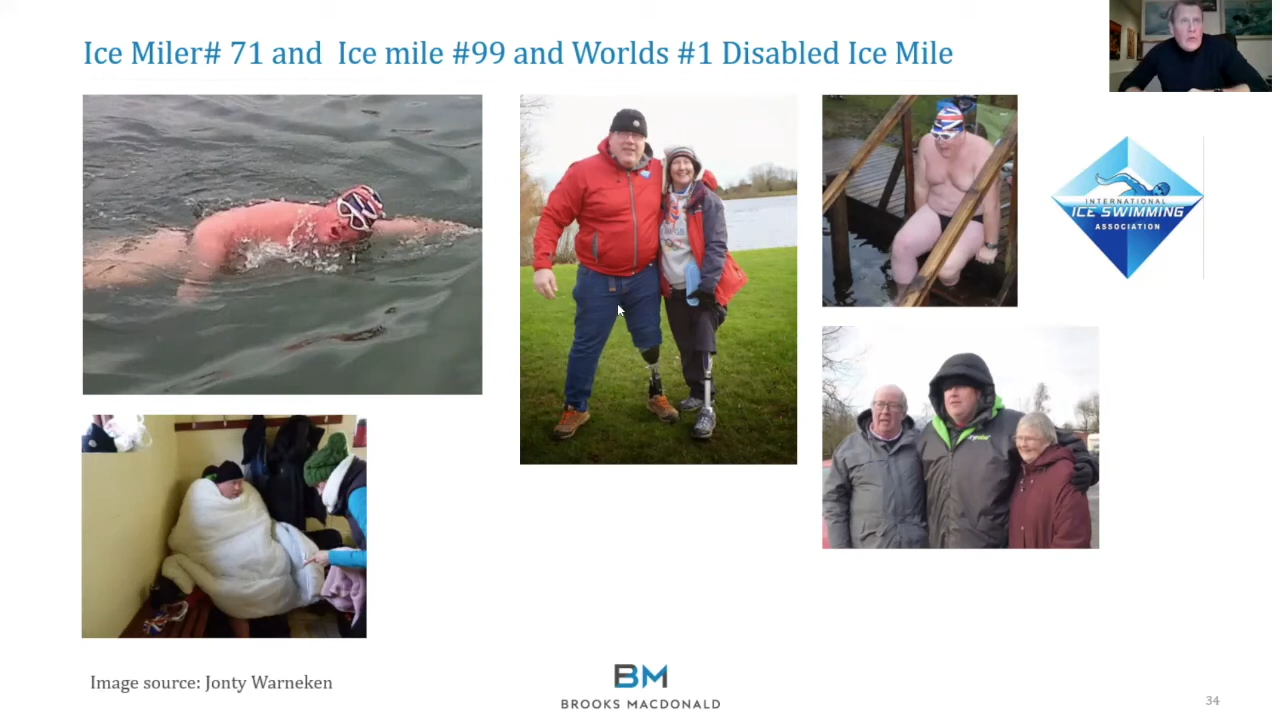 Ice Miler# 71 and  Ice mile #99 and Worlds #1 Disabled Ice Mile
INTERNATIONAL
ICE SWIMMING
ASSOCIATION
Image source: Jonty Warneken
BM
BROOKS MACDONALD
34